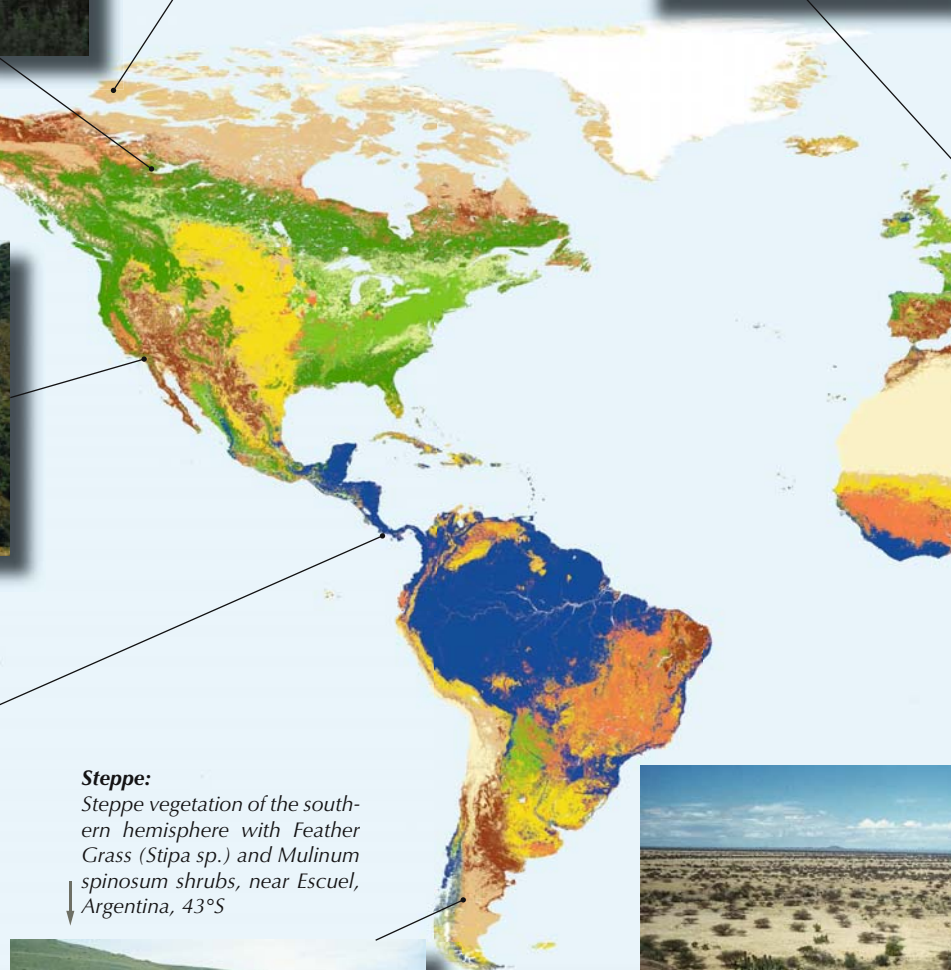 Steppe:
Steppe vegetation of the south-
ern hemisphere with Feather
Grass (Stipa sp.) and Mulinum
spinosum shrubs, near Escuel,
Argentina, 43°S